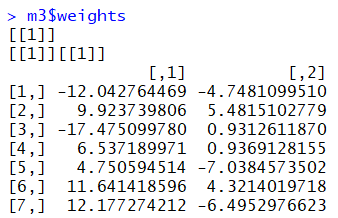 > m3$weights
[[1]]
[[1]][[1]]
[,1] [,2]
[1,] -12.042764469 -4.7481099510
[2,] 9.923739806 5.4815102779
[3,] -17.475099780 0.9312611870
[4,] 6.537189971 0.9369128155
[5,] 4.750594514 -7.0384573502
[6,] 11.641418596 4.3214019718
[7,] 12.177274212 -6.4952976623